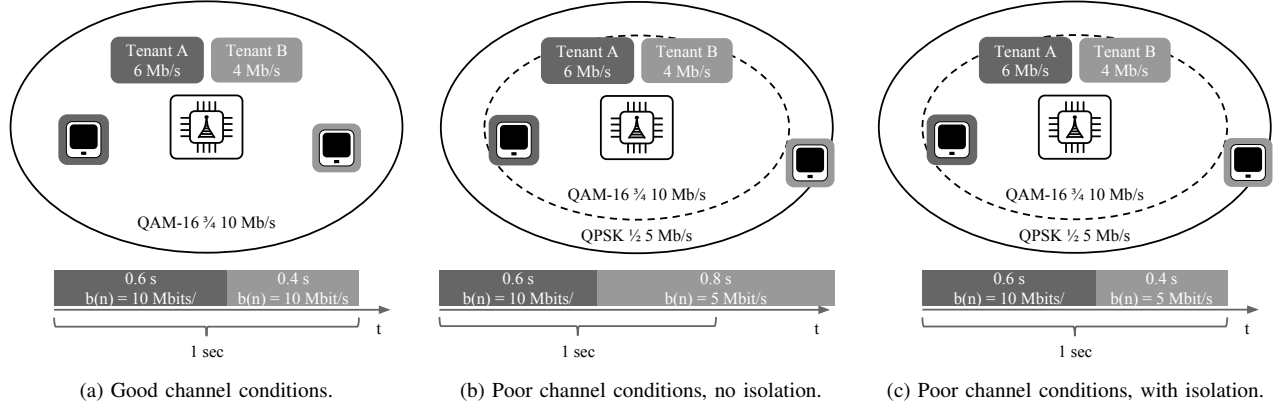 Tenant A
6 Mb/s
Tenant B
4 Mb/s
QAM-16 ¾ 10 Mb/s
0.6 s
b(n) = 10 Mbits/
0.4 s
b(n) = 10 Mbit/s
t
1 sec
(a) Good channel conditions.
Tenant A
6 Mb/s
Tenant B
4 Mb/s
QAM-16 ¾ 10 Mb/s
QPSK ½ 5 Mb/s
0.6 s
b(n) = 10 Mbits/
0.8 s
b(n) = 5 Mbit/s
t
1 sec
(b) Poor channel conditions, no isolation.
Tenant A
6 Mb/s
Tenant B
4 Mb/s
QAM-16 ¾ 10 Mb/s
QPSK ½ 5 Mb/s
0.6 s
b(n) = 10 Mbits/
0.4 s
b(n) = 5 Mbit/s
t
1 sec
(c) Poor channel conditions, with isolation.